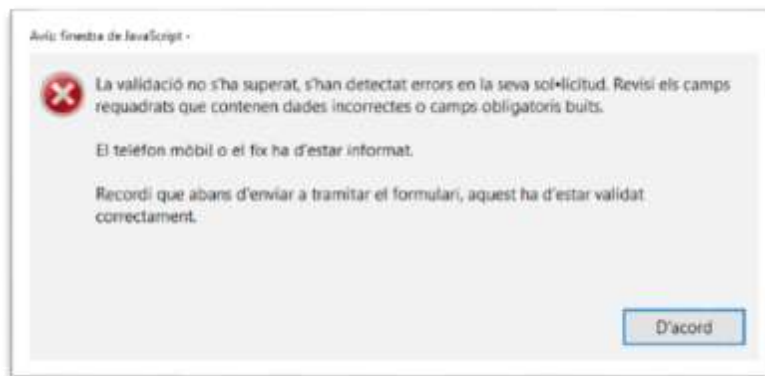 Avís: finestra de JavaScript -
La validació no s'ha superat, s'han detectat errors en la seva sol•licitud. Revisi els camps
requadrats que contenen dades incorrectes o camps obligatoris buits.
El telèfon mòbil o el fix ha d'estar informat.
Recordi que abans d'enviar a tramitar el formulari, aquest ha d'estar validat
correctament.
D'acord